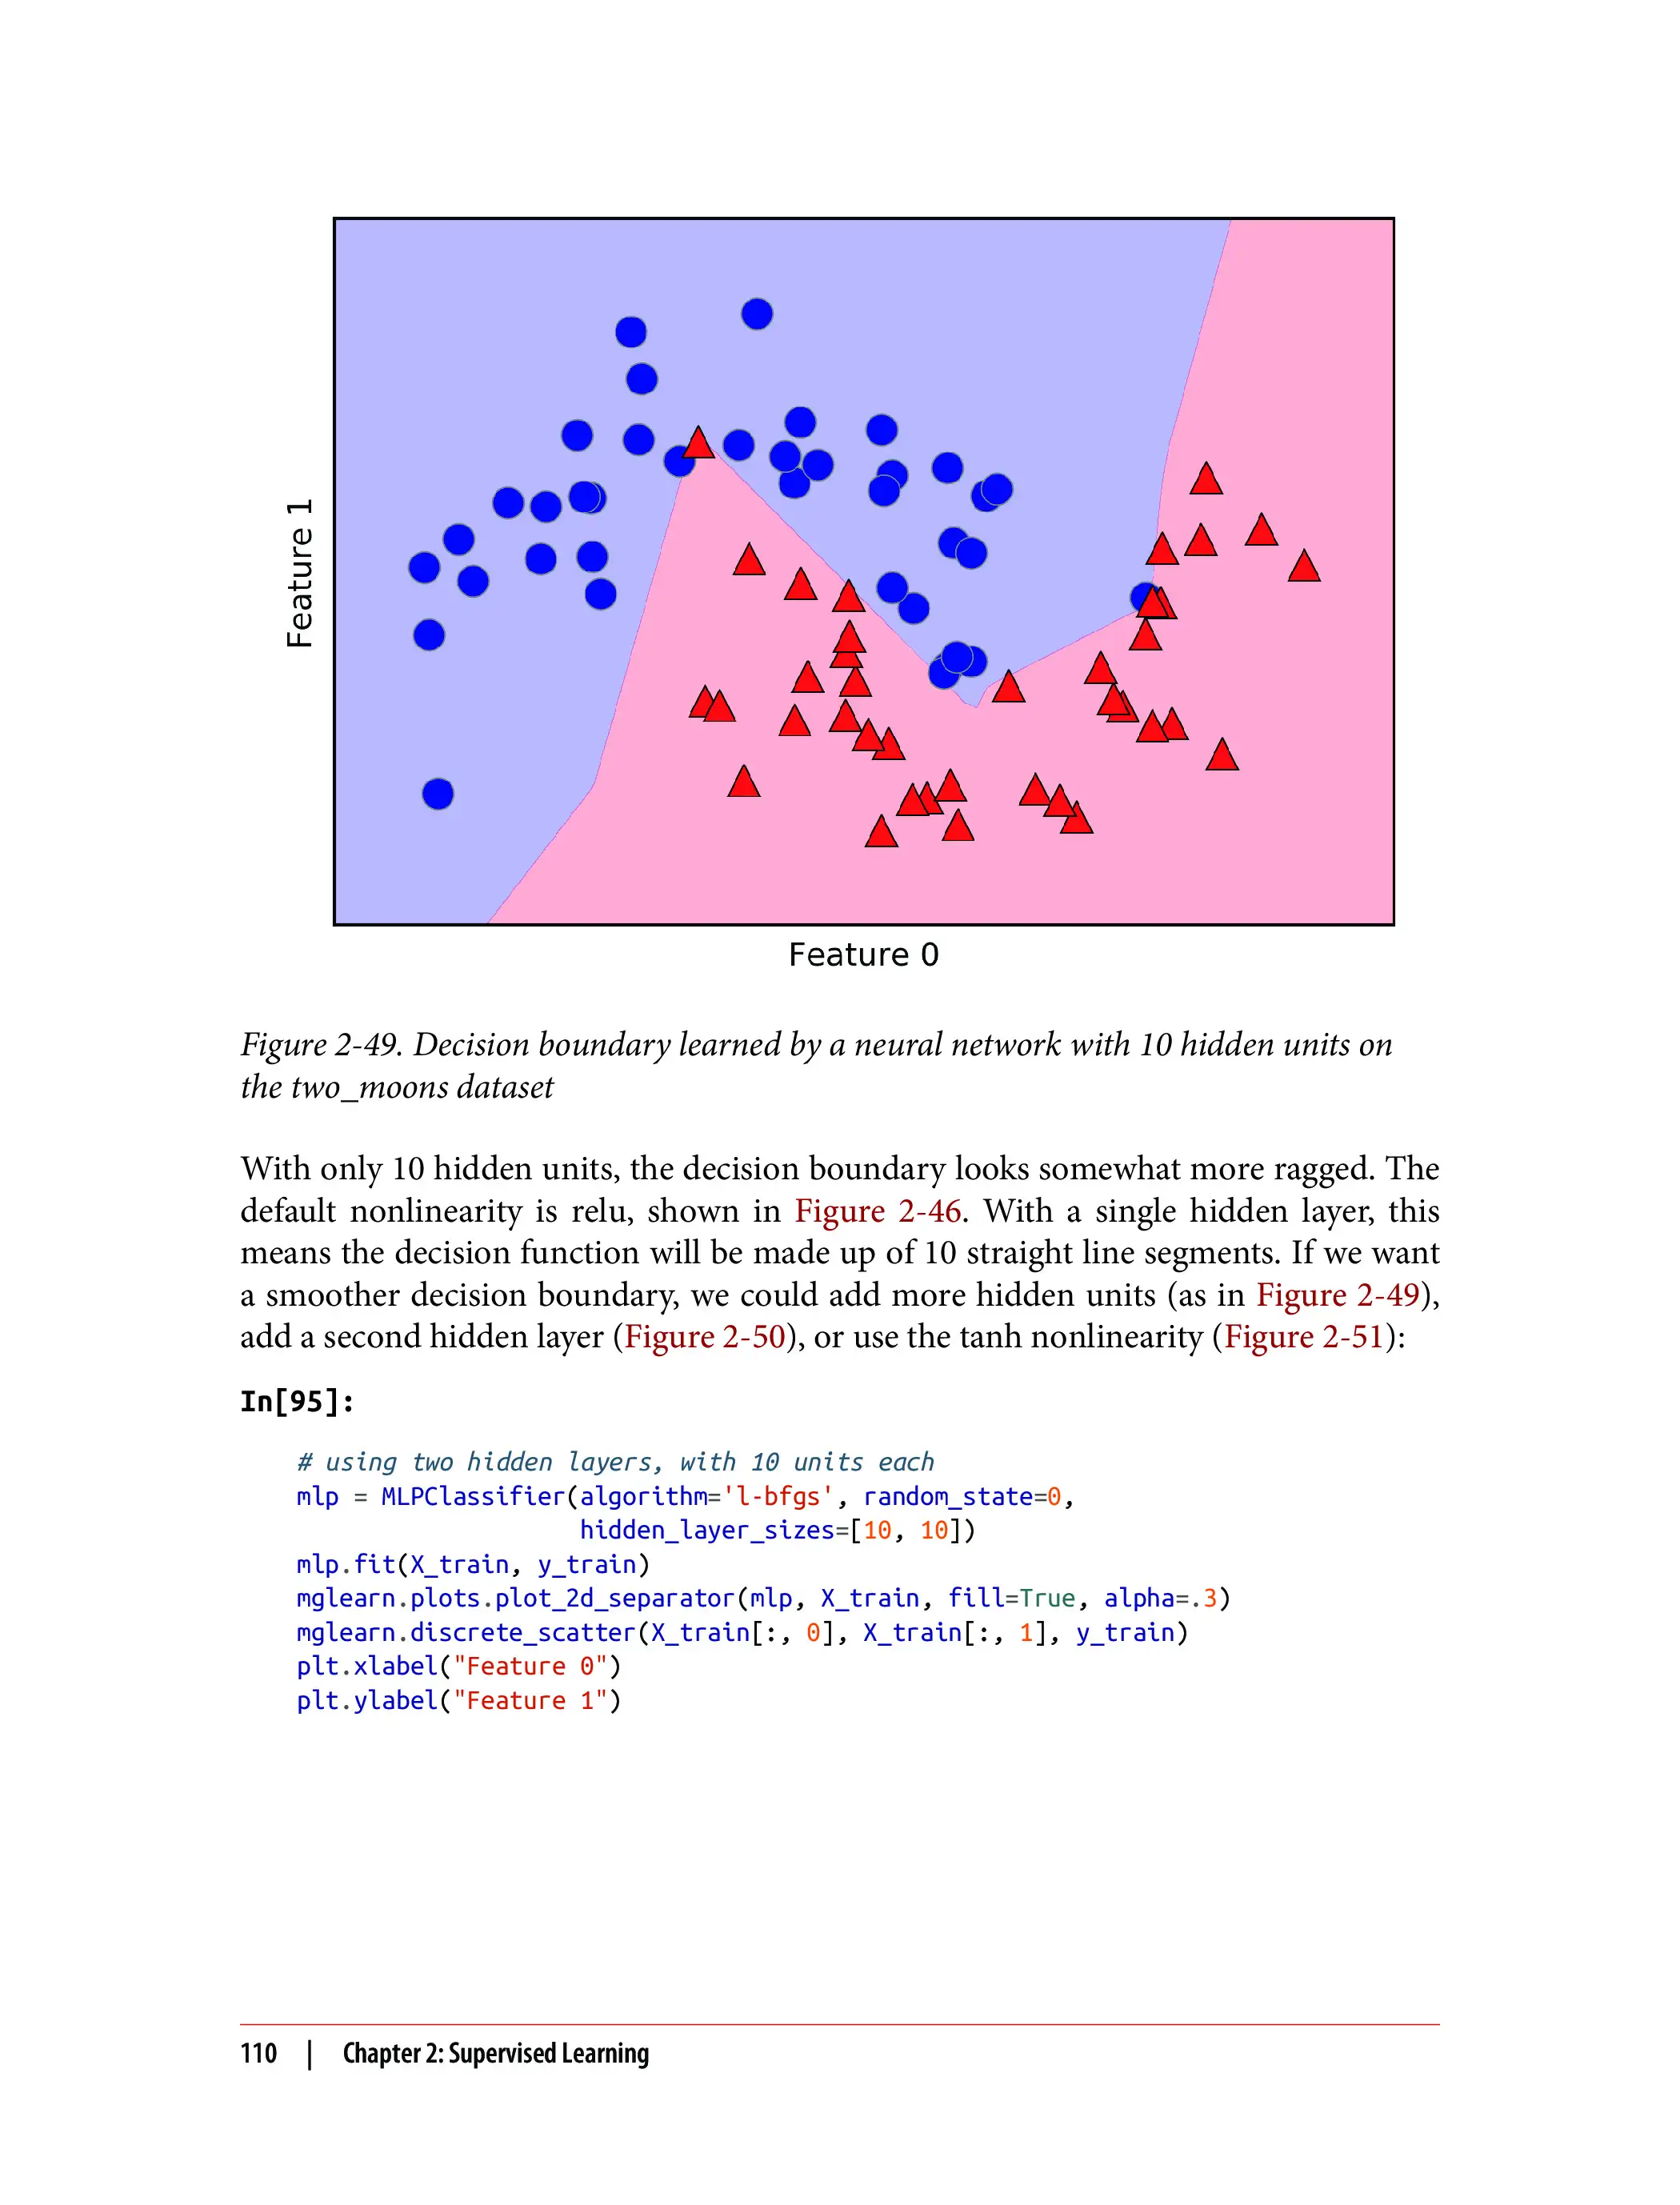 Feature 1
Feature 0
Figure 2-49. Decision boundary learned by a neural network with 10 hidden units on
the two_moons dataset
With only 10 hidden units, the decision boundary looks somewhat more ragged. The
default nonlinearity is relu, shown in Figure 2-46. With a single hidden layer, this
means the decision function will be made up of 10 straight line segments. If we want
a smoother decision boundary, we could add more hidden units (as in Figure 2-49),
add a second hidden layer (Figure 2-50), or use the tanh nonlinearity (Figure 2-51):
In[95]:
# using two hidden layers, with 10 units each
mlp = MLPClassifier(algorithm='l-bfgs', random_state=0,
hidden_layer_sizes=[10, 10])
mlp.fit(X_train, y_train)
mglearn.plots.plot_2d_separator(mlp, X_train, fill=True, alpha=.3)
mglearn.discrete_scatter(X_train[:, 0], X_train[:, 1], y_train)
plt.xlabel("Feature 0")
plt.ylabel("Feature 1")
110 | Chapter 2: Supervised Learning